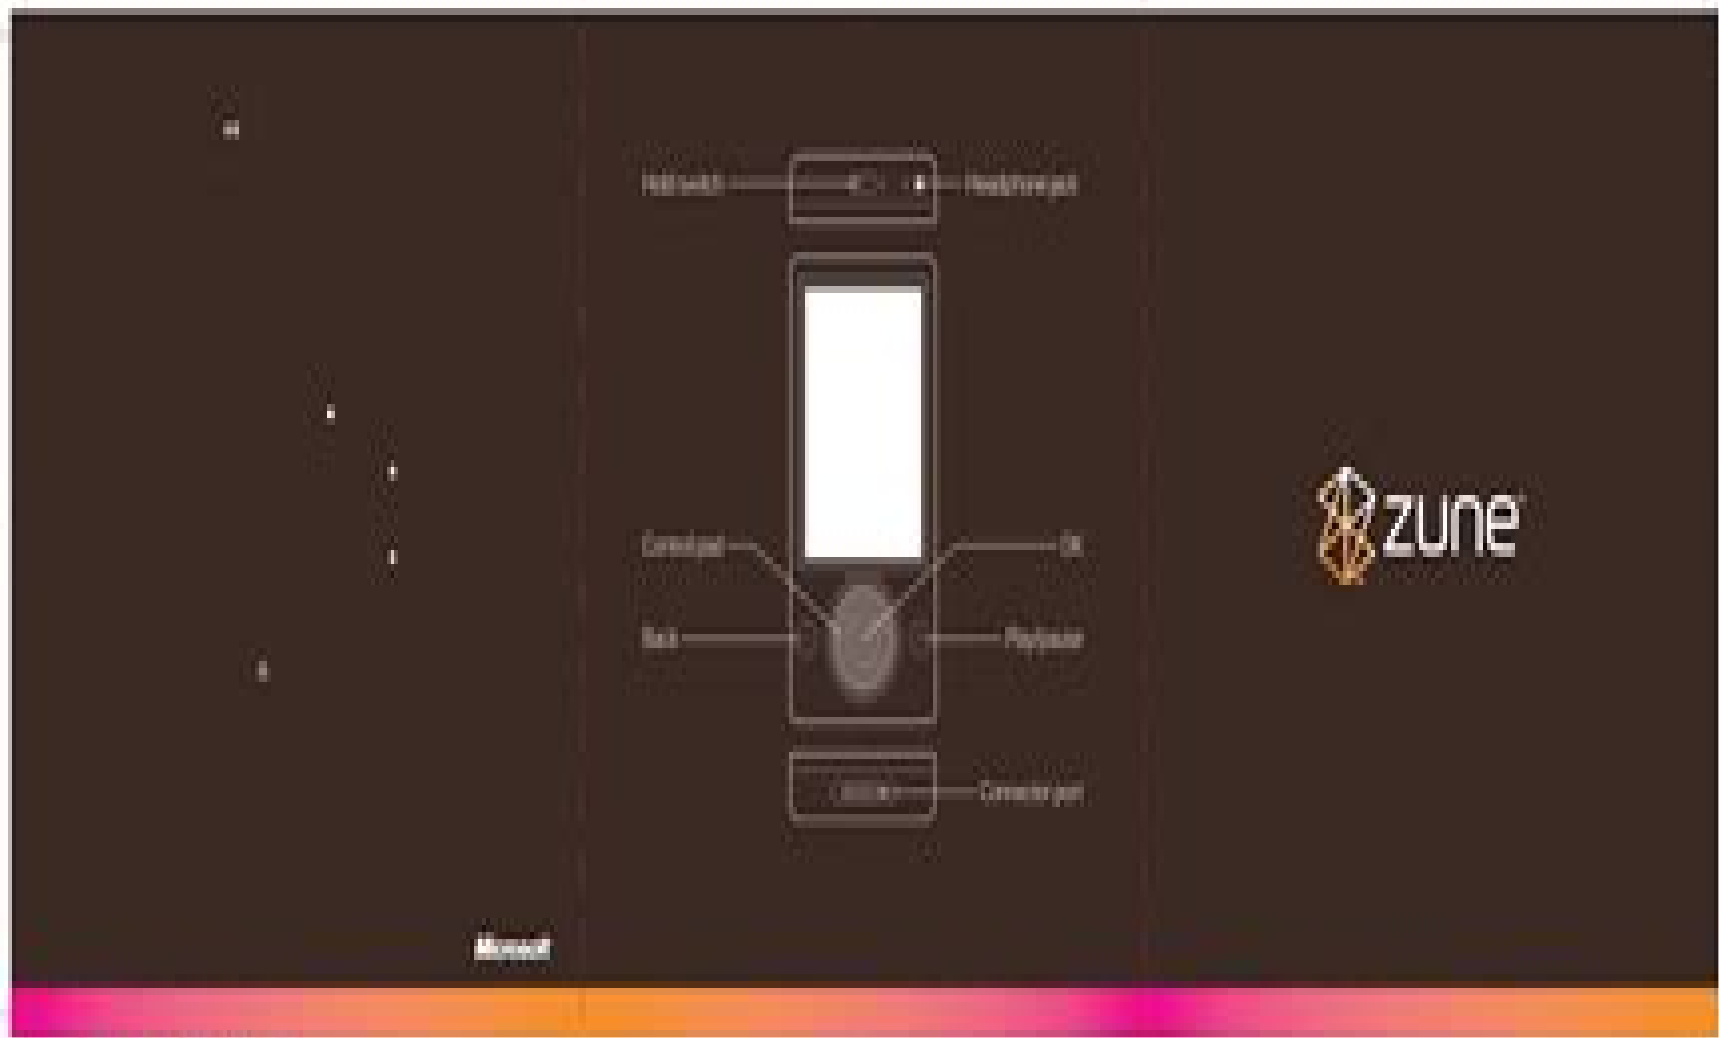 Microsoft
Hold switch
Headphone jack
Control pad
OK
Back
Play/pause
Connector port
zune